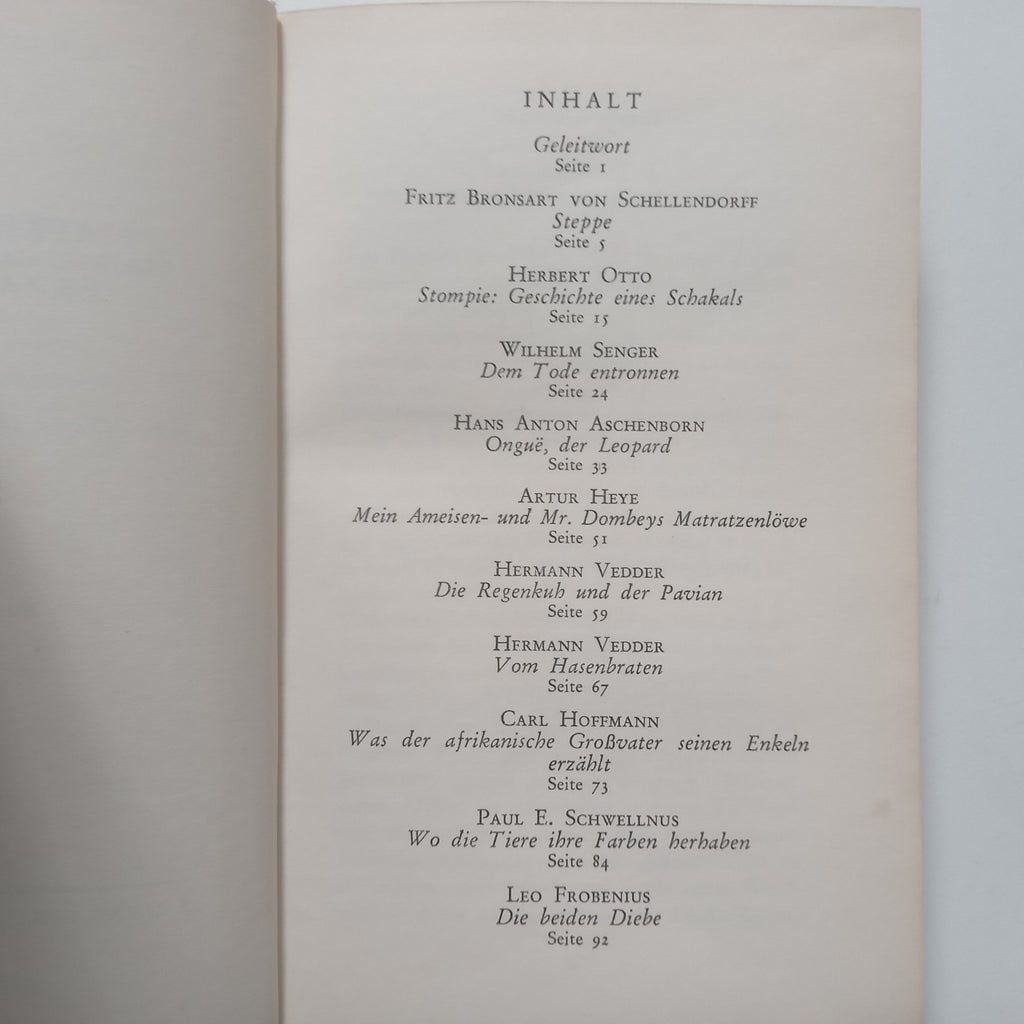 INHALT
Geleitwort
Seite 1
FRITZ BRONSART VON SCHELLENDORFF
Steppe
Seite 5
HERBERT OTTO
Stompie: Geschichte eines Schakals
Seite 15
WILHELM SENGER
Dem Tode entronnen
Seite 24
HANS ANTON ASCHENBORN
Onguë, der Leopard
Seite 33
ARTUR HEYE
Mein Ameisen- und Mr. Dombeys Matratzenlöwe
Seite 51
HERMANN VEDDER
Die Regenkuh und der Pavian
Seite 59
HERMANN VEDDER
Vom Hasenbraten
Seite 67
CARL HOFFMANN
Was der afrikanische Großvater seinen Enkeln
erzählt
Seite 73
PAUL E. SCHWELLNUS
Wo die Tiere ihre Farben herhaben
Seite 84
LEO FROBENIUS
Die beiden Diebe
Seite 92